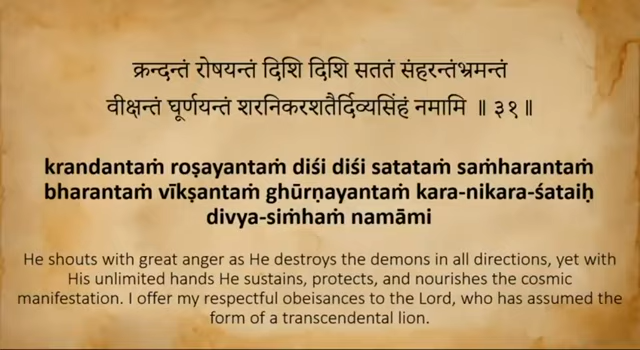 क्रन्दन्तं रोषयन्तं दिशि दिशि सततं संहरन्तंभ्रमन्तं
वीक्षन्तं घूर्णयन्तं शरनिकरशतैर्दिव्यसिंहं नमामि ॥ ३१ ॥
krandantaṁ roṣayantaṁ diśi diśi satataṁ saṁharantaṁ
bharantaṁ vīkṣantaṁ ghūrṇayantaṁ kara-nikara-śataiḥ
divya-siṁhaṁ namāmi
He shouts with great anger as He destroys the demons in all directions, yet with
His unlimited hands He sustains, protects, and nourishes the cosmic
manifestation. I offer my respectful obeisances to the Lord, who has assumed the
form of a transcendental lion.